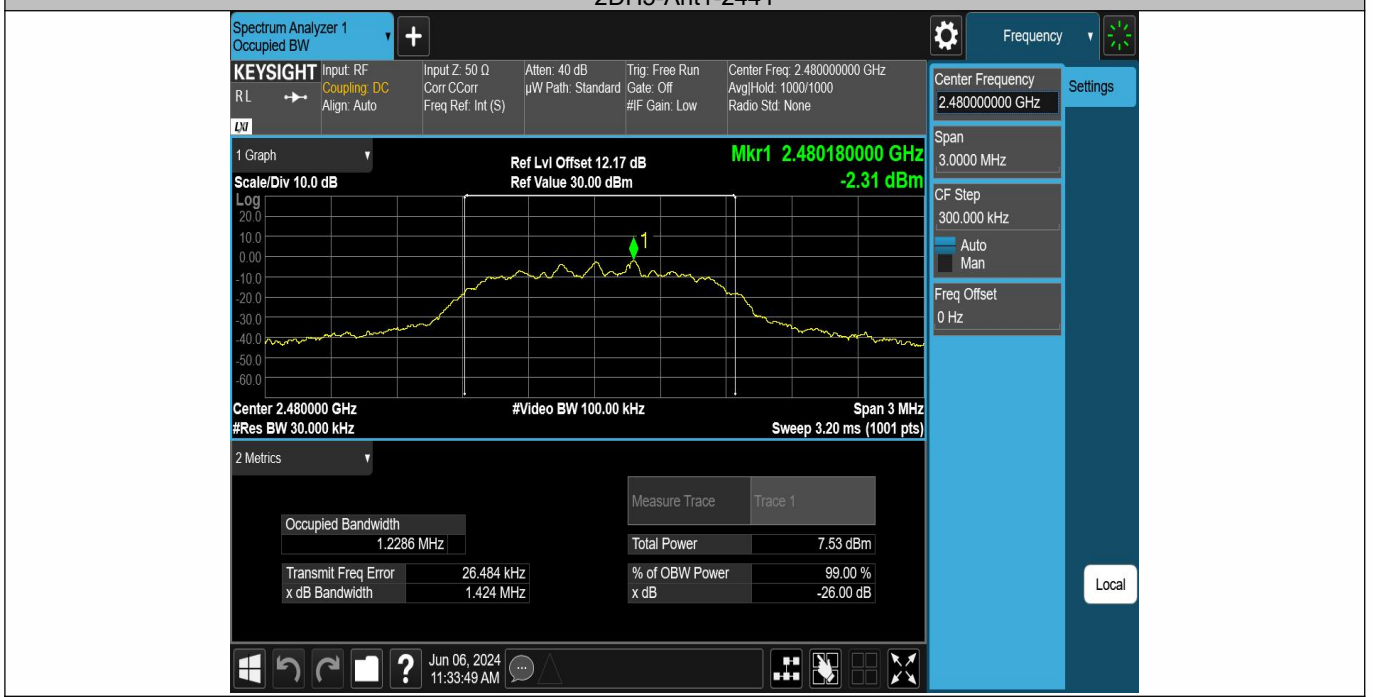 2DH5-Ant1-2441
Spectrum Analyzer 1
Occupied BW
Frequency
KEYSIGHT
R L
LXI
Input: RF
Coupling: DC
Align: Auto
Input Z: 50 Ω
Corr CCorr
Freq Ref: Int (S)
Atten: 40 dB
µW Path: Standard
Trig: Free Run
Gate: Off
#IF Gain: Low
Center Freq: 2.480000000 GHz
Avg|Hold: 1000/1000
Radio Std: None
Center Frequency
2.480000000 GHz
Settings
Span
3.0000 MHz
CF Step
300.000 kHz
Auto
Man
Freq Offset
0 Hz
Local
1 Graph
Scale/Div 10.0 dB
Ref Lvl Offset 12.17 dB
Ref Value 30.00 dBm
Mkr1 2.480180000 GHz
-2.31 dBm
Log
20.0
10.0
0.00
-10.0
-20.0
-30.0
-40.0
-50.0
-60.0
1
Center 2.480000 GHz
#Video BW 100.00 kHz
Span 3 MHz
#Res BW 30.000 kHz
Sweep 3.20 ms (1001 pts)
2 Metrics
Measure Trace Trace 1
Occupied Bandwidth
1.2286 MHz
Total Power 7.53 dBm
Transmit Freq Error 26.484 kHz
% of OBW Power 99.00 %
x dB Bandwidth 1.424 MHz
x dB -26.00 dB
?
Jun 06, 2024
11:33:49 AM